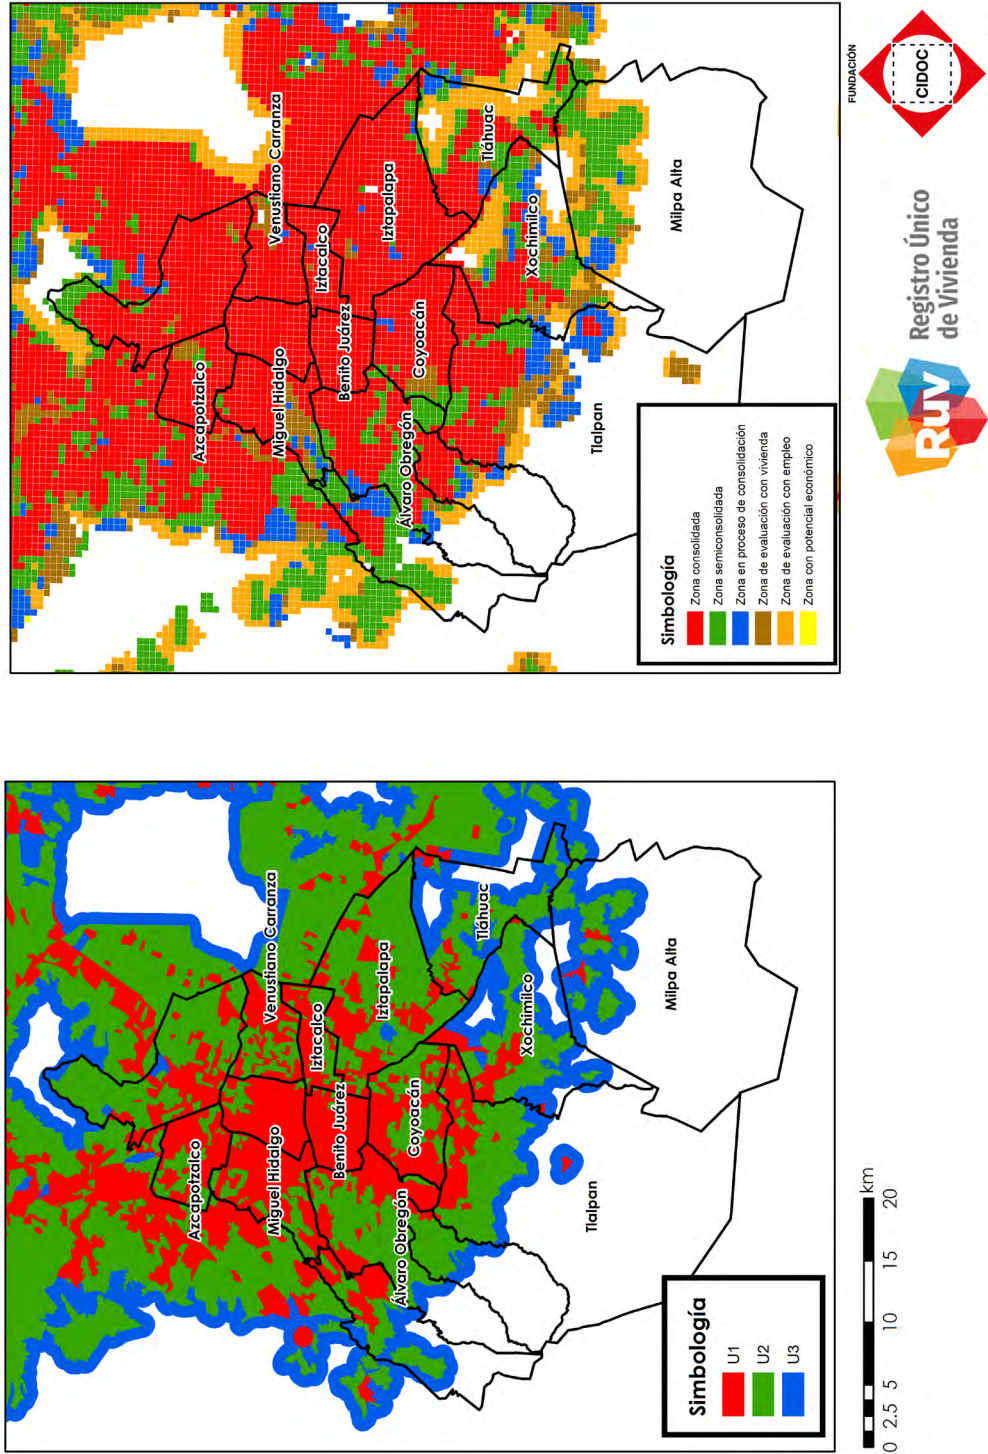 Azcapotzalco
Miguel Hidalgo
Venustiano Carranza
Iztacalco
Benito Juárez
Iztapalapa
Coyoacán
Álvaro Obregón
Tláhuac
Xochimilco
Tlalpan
Milpa Alta
Simbología
U1
U2
U3
0 2.5 5 10 15 20
km
Azcapotzalco
Miguel Hidalgo
Venustiano Carranza
Iztacalco
Benito Juárez
Iztapalapa
Coyoacán
Álvaro Obregón
Tláhuac
Xochimilco
Tlalpan
Milpa Alta
Simbología
Zona consolidada
Zona semiconsolidada
Zona en proceso de consolidación
Zona de evaluación con vivienda
Zona de evaluación con empleo
Zona con potencial económico
Ruv
Registro Único
de Vivienda
FUNDACIÓN
CIDOC